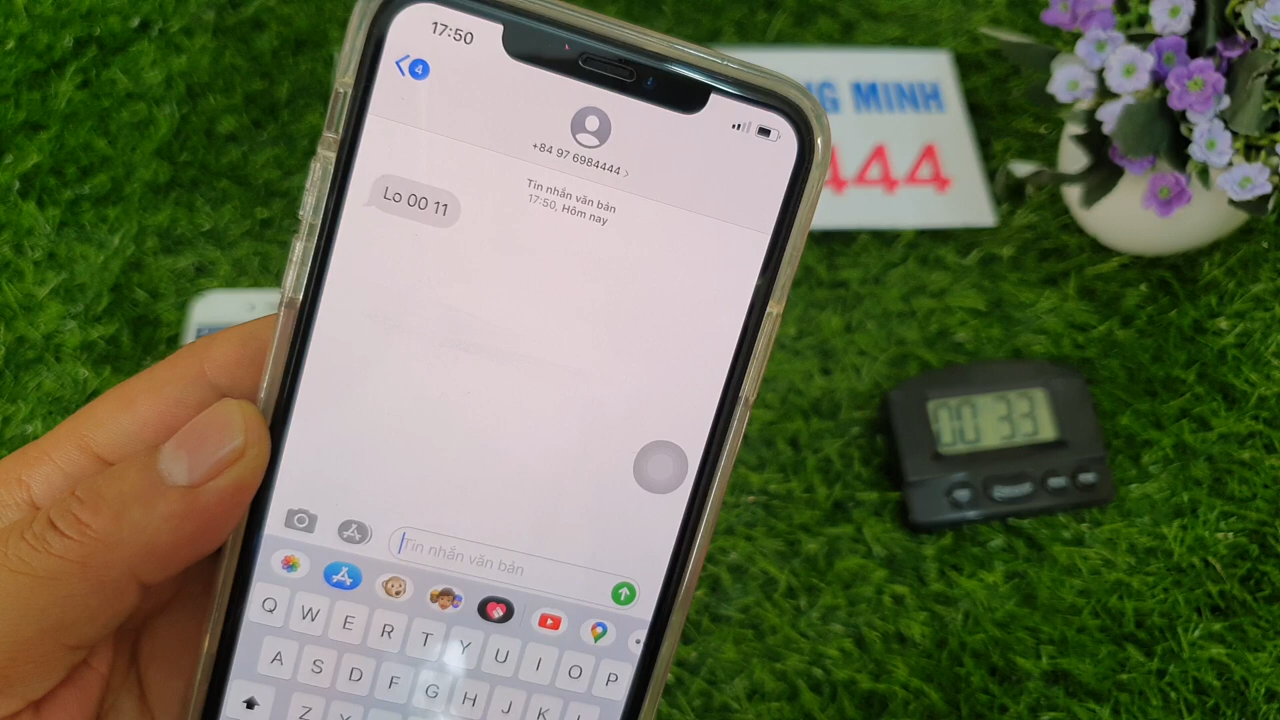 17:50
4
+84 97 6984444 >
Tin nhắn văn bản
17:50, Hôm nay
Lo 00 11
NG MINH
444
00 33
Tin nhắn văn bản
Q W E R T Y U I O P
A S D F G H J K L
Z X